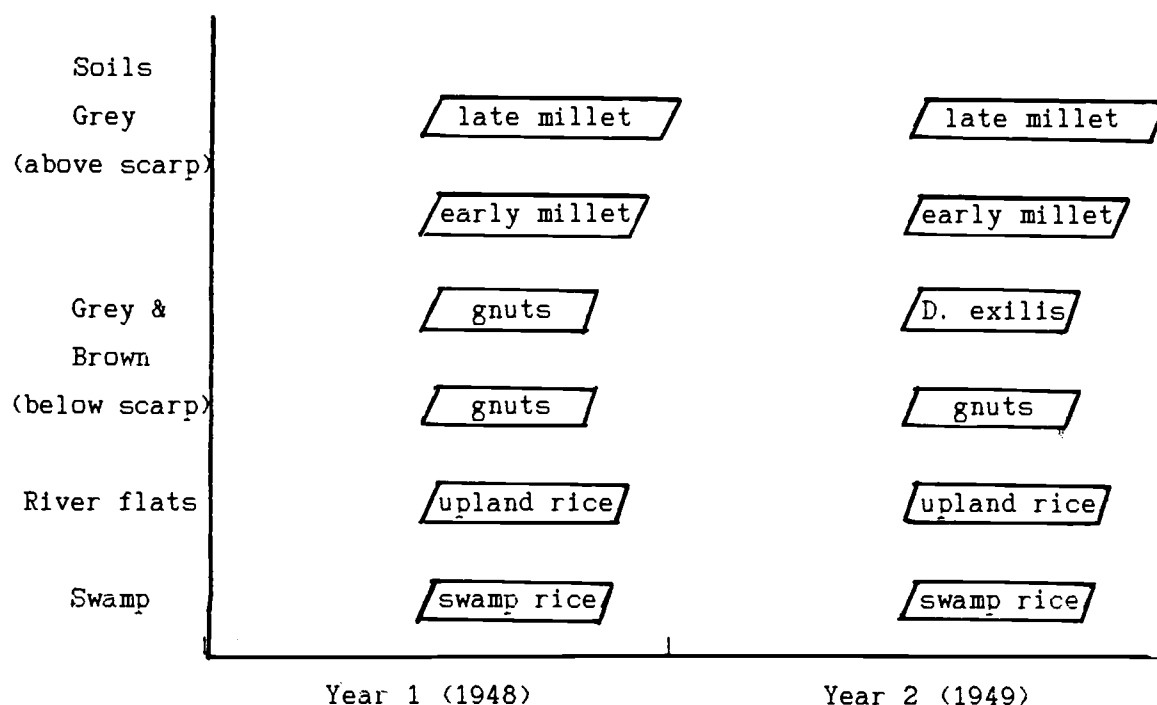 Soils
Grey
(above scarp)
late millet
late millet
early millet
early millet
Grey &
Brown
(below scarp)
gnuts
D. exilis
gnuts
gnuts
River flats
upland rice
upland rice
Swamp
swamp rice
swamp rice
Year 1 (1948)
Year 2 (1949)